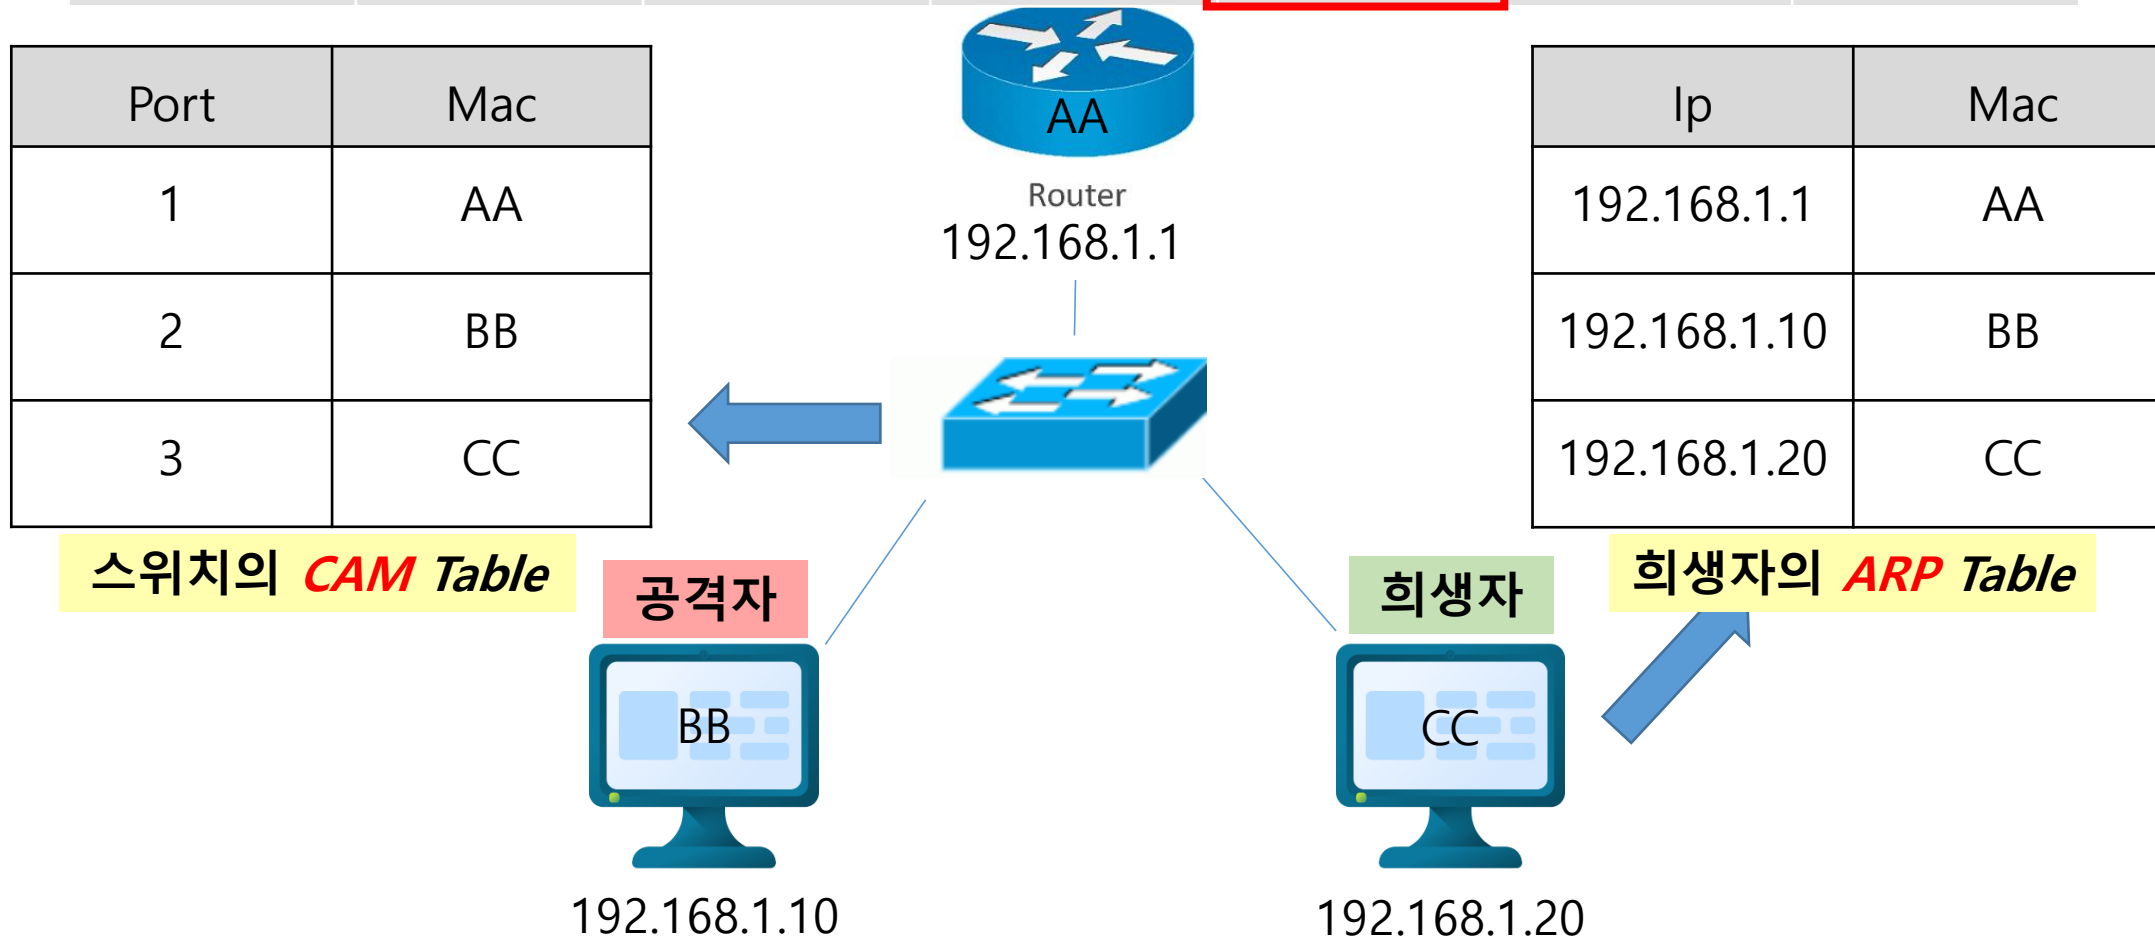 Port Mac
1 AA
2 BB
3 CC
스위치의 CAM Table
AA
Router
192.168.1.1
Ip Mac
192.168.1.1 AA
192.168.1.10 BB
192.168.1.20 CC
희생자의 ARP Table
공격자
BB
192.168.1.10
희생자
CC
192.168.1.20